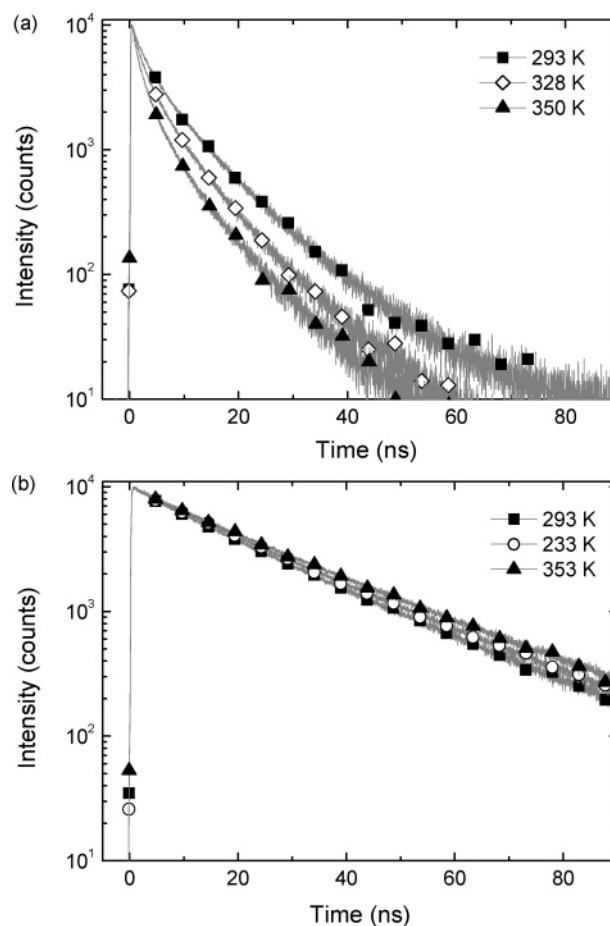 (a)
10⁴
10³
10²
10¹
Intensity (counts)
293 K
328 K
350 K
0 20 40 60 80
Time (ns)
(b)
10⁴
10³
10²
10¹
Intensity (counts)
293 K
233 K
353 K
0 20 40 60 80
Time (ns)